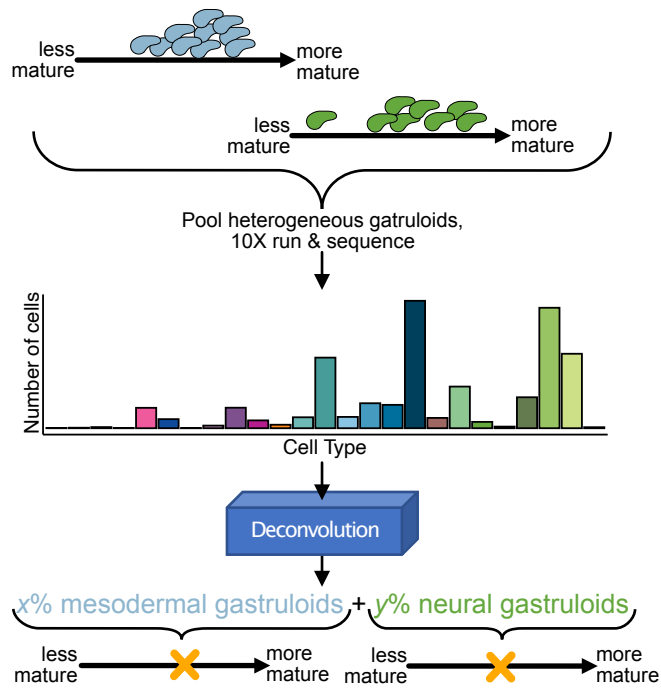 less
mature
more
mature
less
mature
more
mature
Pool heterogeneous gatruloids,
10X run & sequence
Number of cells
Cell Type
Deconvolution
x% mesodermal gastruloids + y% neural gastruloids
less
mature
more
mature
less
mature
more
mature